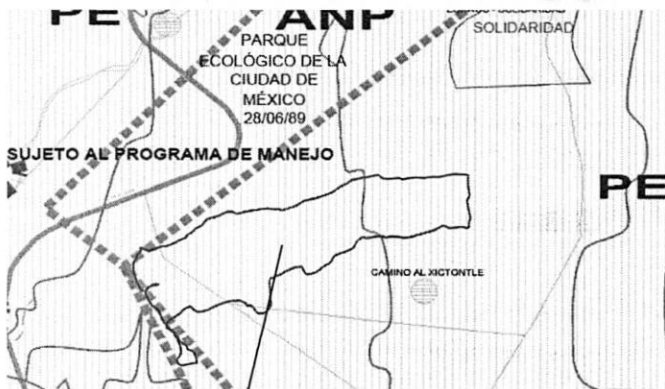 PE
ANP
PARQUE
ECOLÓGICO DE LA
CIUDAD DE
MÉXICO
28/06/89
SOLIDARIDAD
SUJETO AL PROGRAMA DE MANEJO
PE
CAMINO AL XICTONTLE